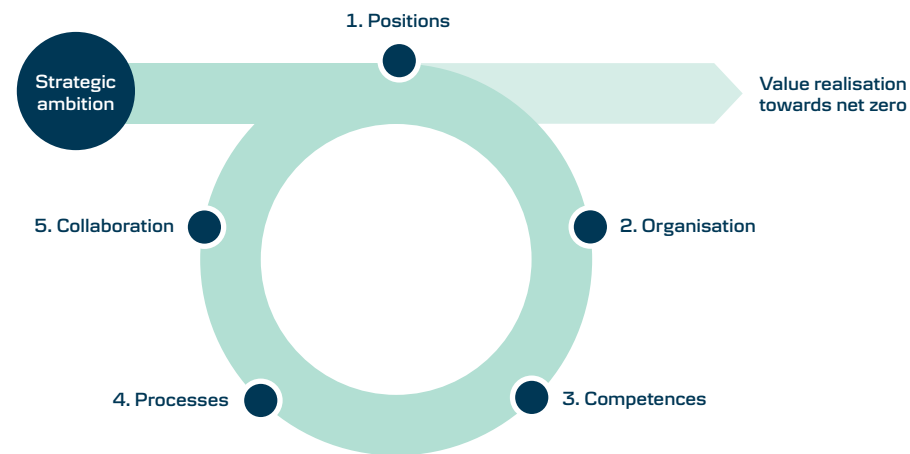 1. Positions
Strategic
ambition
Value realisation
towards net zero
5. Collaboration
2. Organisation
4. Processes
3. Competences